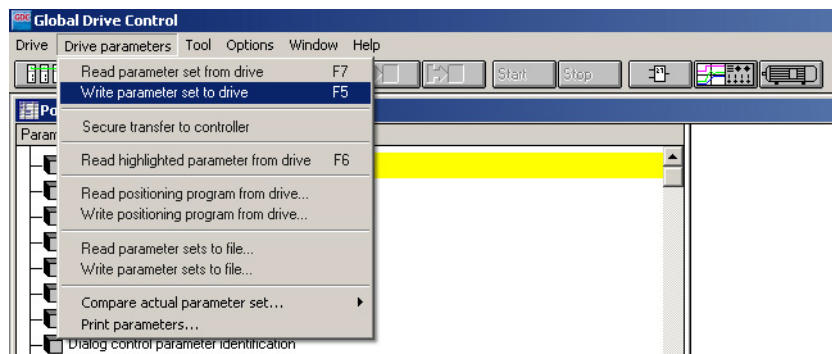 GDC Global Drive Control
Drive Drive parameters Tool Options Window Help
Start Stop
Read parameter set from drive F7
Write parameter set to drive F5
Po
Param
Secure transfer to controller
Read highlighted parameter from drive F6
Read positioning program from drive...
Write positioning program from drive...
Read parameter sets to file...
Write parameter sets to file...
Compare actual parameter set...
Print parameters...
Dialog control parameter identification